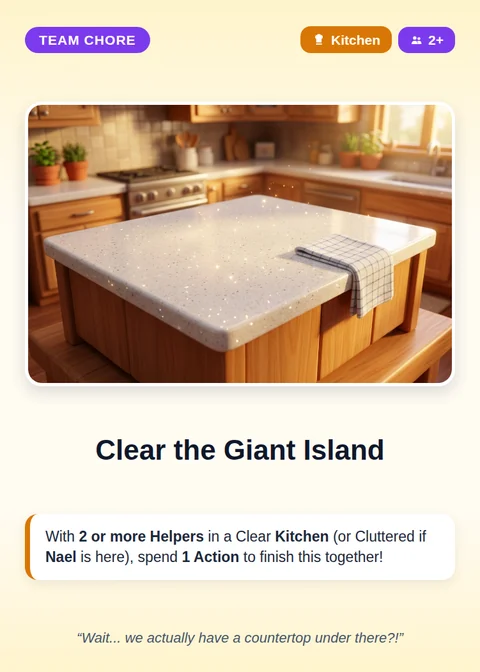 TEAM CHORE
Kitchen
2+
Clear the Giant Island
With 2 or more Helpers in a Clear Kitchen (or Cluttered if
Nael is here), spend 1 Action to finish this together!
“Wait... we actually have a countertop under there?!”